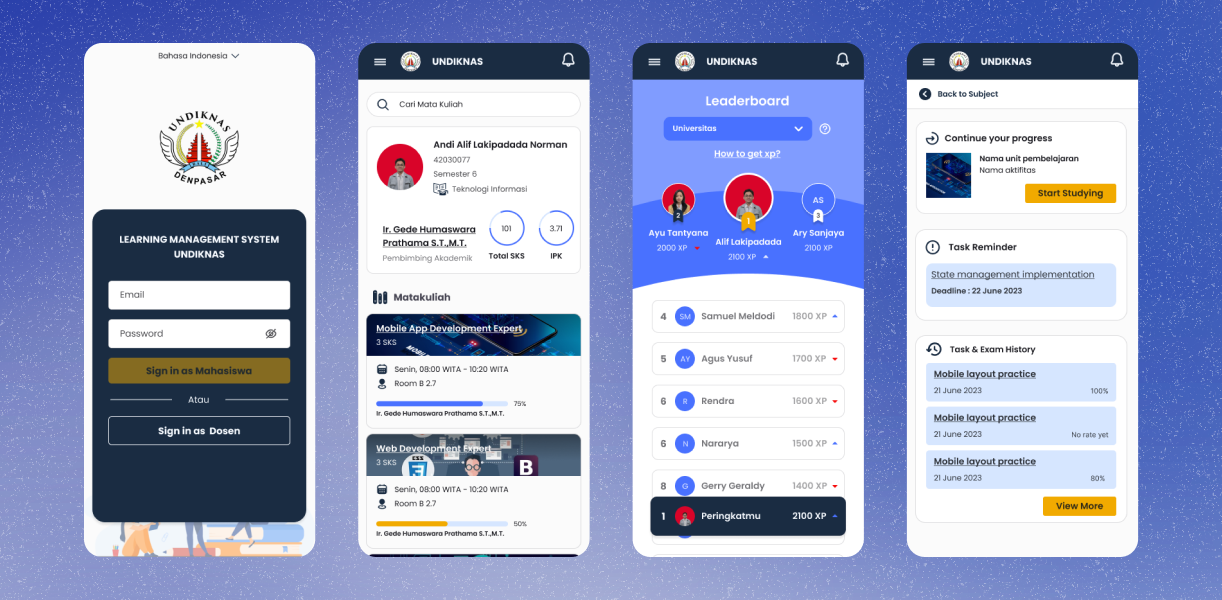 Bahasa Indonesia
UNDIKNAS
DENPASAR
LEARNING MANAGEMENT SYSTEM
UNDIKNAS
Email
Password
Sign in as Mahasiswa
Atau
Sign in as Dosen
UNDIKNAS
Cari Mata Kuliah
Andi Alif Lakipadada Norman
42030077
Semester 6
Teknologi Informasi
Ir. Gede Humaswara
Prathama S.T.,M.T.
Pembimbing Akademik
101
Total SKS
3.71
IPK
Matakuliah
Mobile App Development Expert
3 SKS
Senin, 08:00 WITA - 10:20 WITA
Room B 2.7
75%
Ir. Gede Humaswara Prathama S.T.,M.T.
Web Development Expert
3 SKS
CSS
3
B
Senin, 08:00 WITA - 10:20 WITA
Room B 2.7
50%
Ir. Gede Humaswara Prathama S.T.,M.T.
UNDIKNAS
Leaderboard
Universitas
How to get xp?
2
Ayu Tantyana
2000 XP
1
Alif Lakipadada
2100 XP
AS
3
Ary Sanjaya
2100 XP
4 SM Samuel Meldodi 1800 XP
5 AY Agus Yusuf 1700 XP
6 R Rendra 1600 XP
6 N Nararya 1500 XP
8 G Gerry Geraldy 1400 XP
1 Peringkatmu 2100 XP
UNDIKNAS
Back to Subject
Continue your progress
Nama unit pembelajaran
Nama aktifitas
Start Studying
Task Reminder
State management implementation
Deadline : 22 June 2023
Task & Exam History
Mobile layout practice
21 June 2023 100%
Mobile layout practice
21 June 2023 No rate yet
Mobile layout practice
21 June 2023 80%
View More